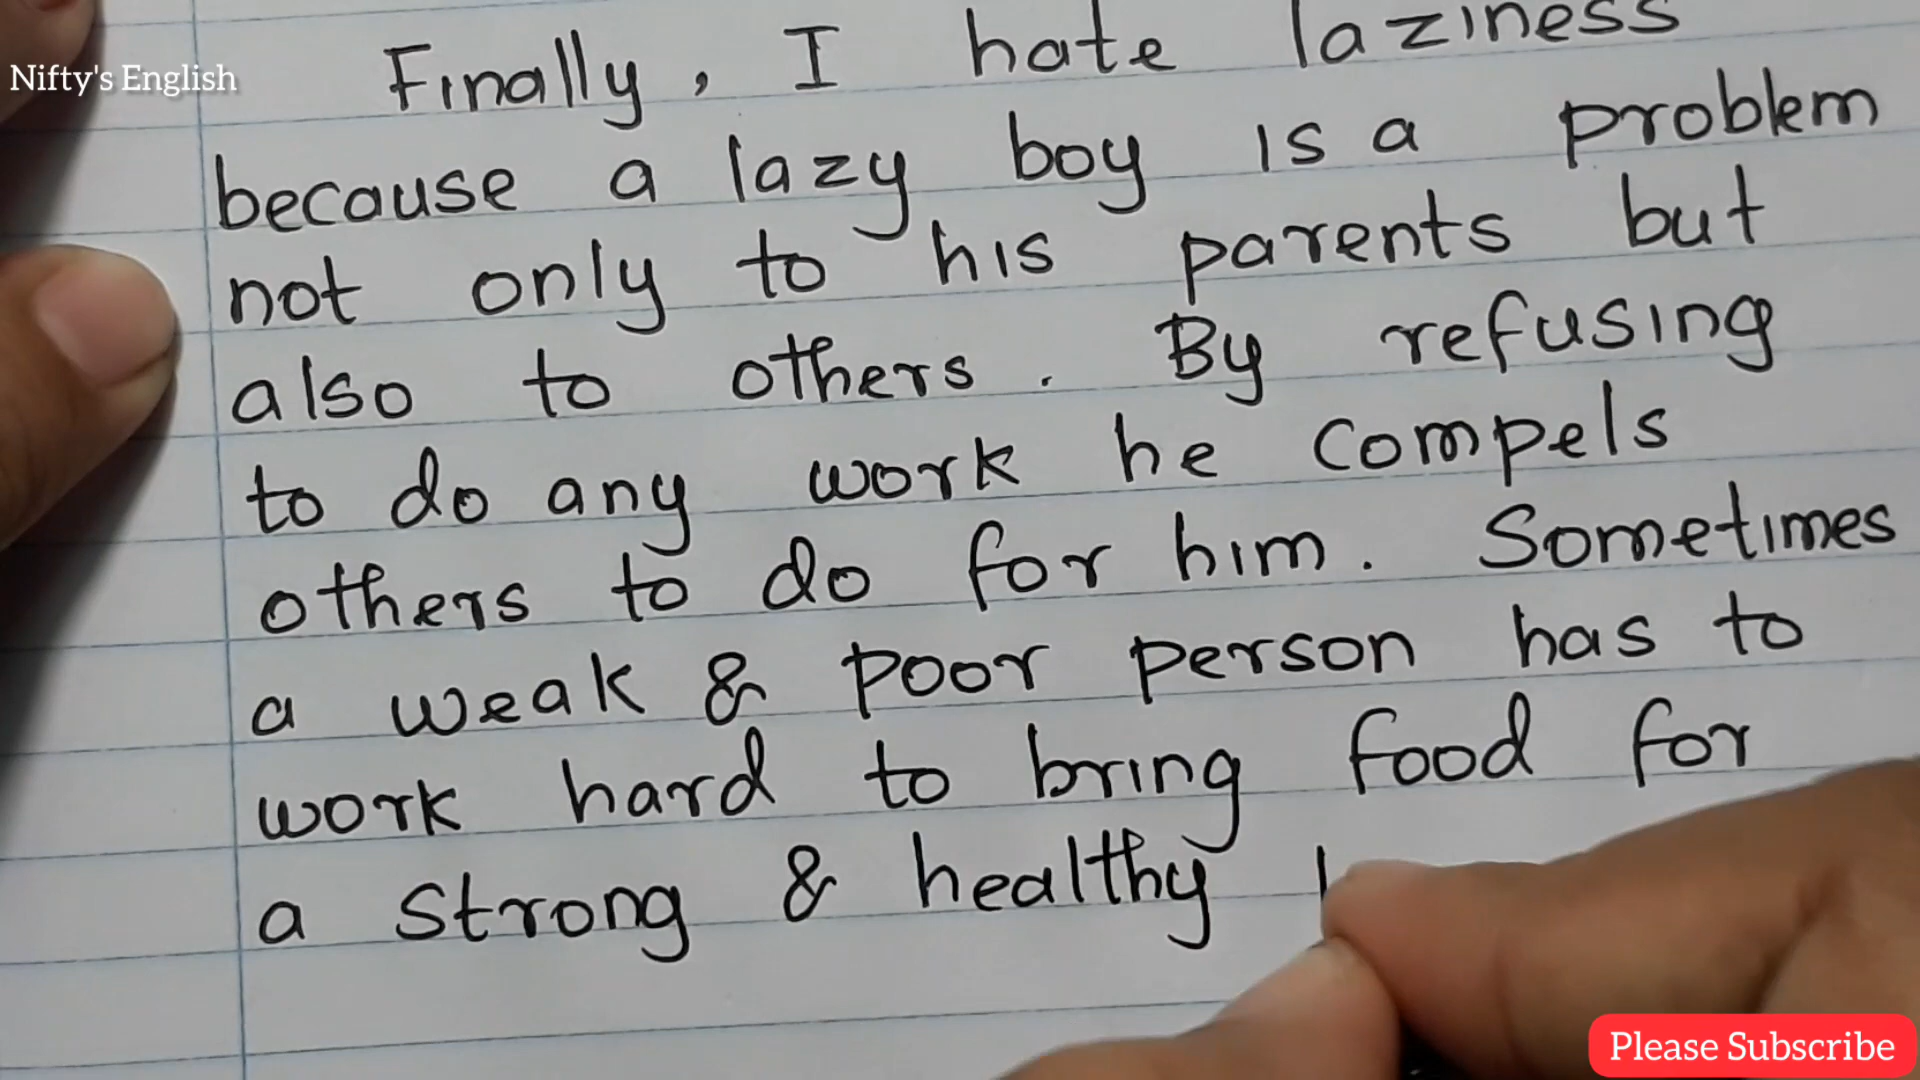 Nifty's English
Finally, I hate laziness
because a lazy boy is a problem
not only to his parents but
also to others. By refusing
to do any work he compels
others to do for him. Sometimes
a weak & poor person has to
work hard to bring food for
a strong & healthy
Please Subscribe